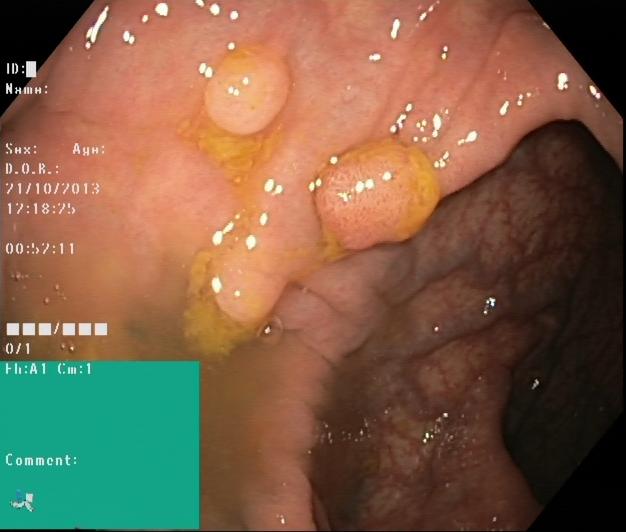 ID:
Name:
Sex: Age:
D.O.B.:
21/10/2013
12:18:25
00:52:11
■■■/■■■
0/1
Eh:A1 Cm:1
Comment: